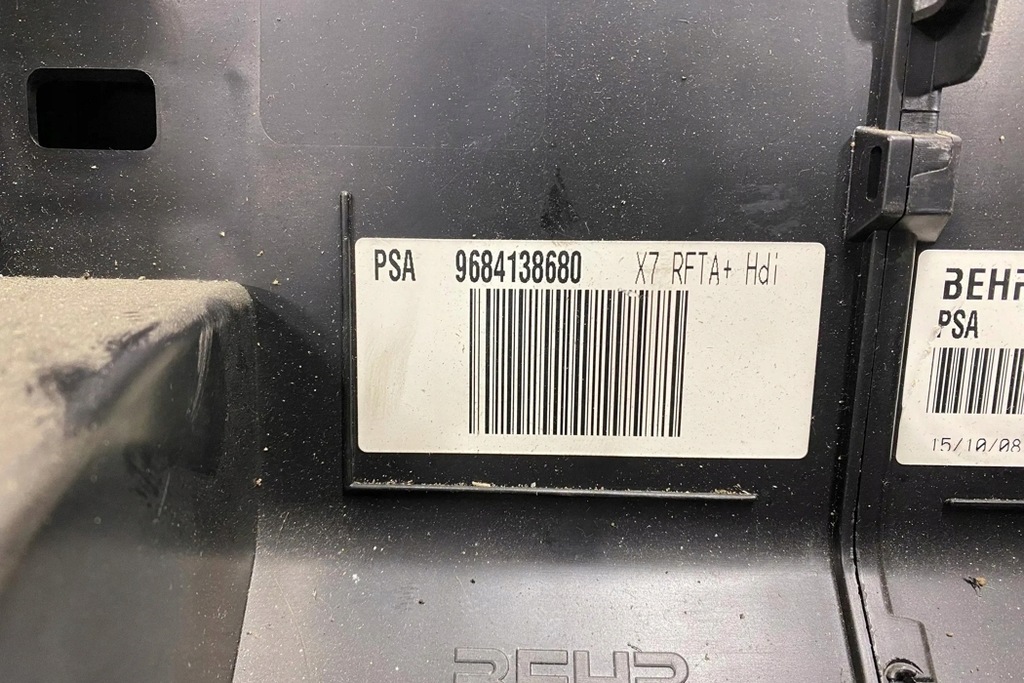 PSA 9684138680 X7 RFTA+ Hdi
BEHR
PSA
15/10/08
BEHR